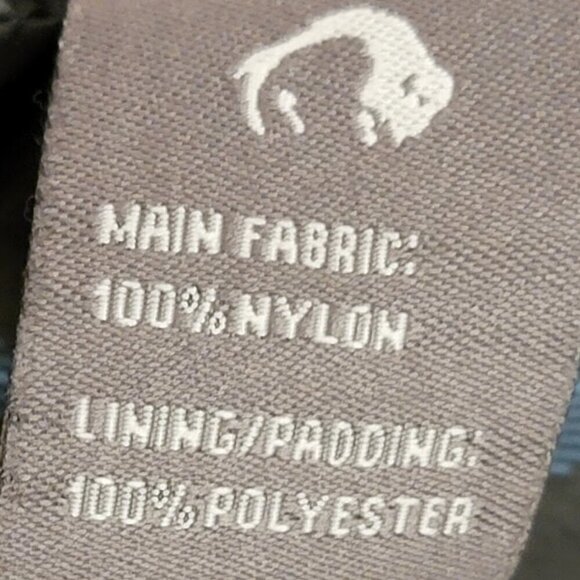 MAIN FABRIC:
100% NYLON
LINING/PADDING:
100% POLYESTER